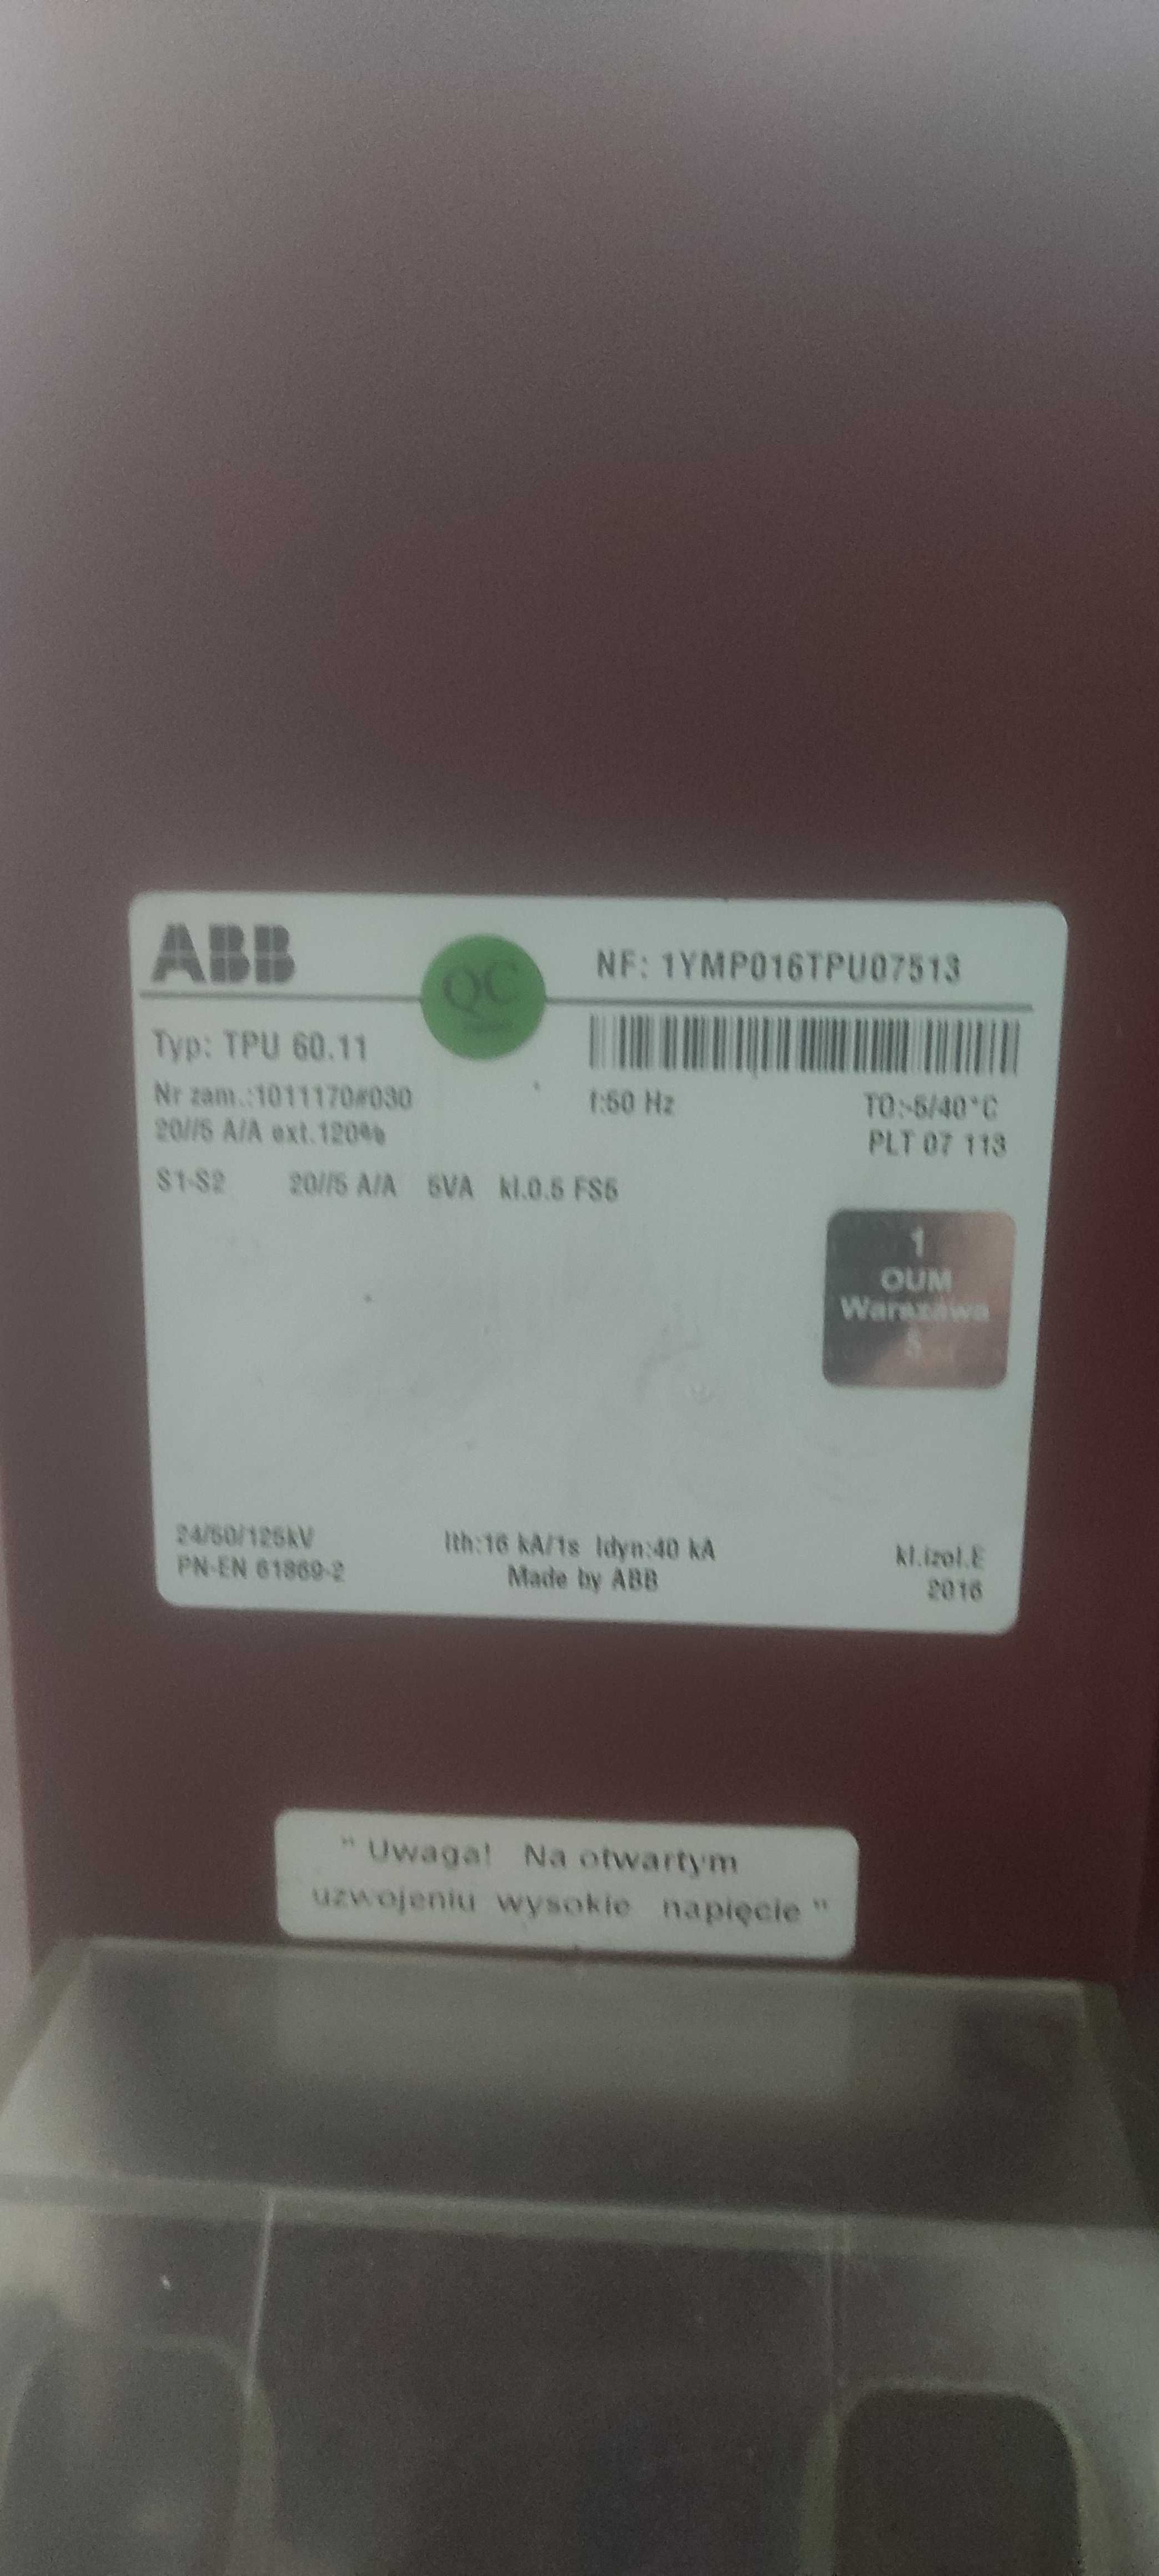 ABB
QC
NF: 1YMP016TPU07513
Typ: TPU 60.11
Nr zam.:1011170#030
f:50 Hz
TO:-5/40°C
20//5 A/A ext.120%
PLT 07 113
S1-S2 20//5 A/A 5VA kl.0.5 FS5
1
OUM
Warszawa
24/50/125kV
Ith:16 kA/1s Idyn:40 kA
kl.izol.E
PN-EN 61869-2
Made by ABB
2016
" Uwaga! Na otwartym
uzwojeniu wysokie napięcie "